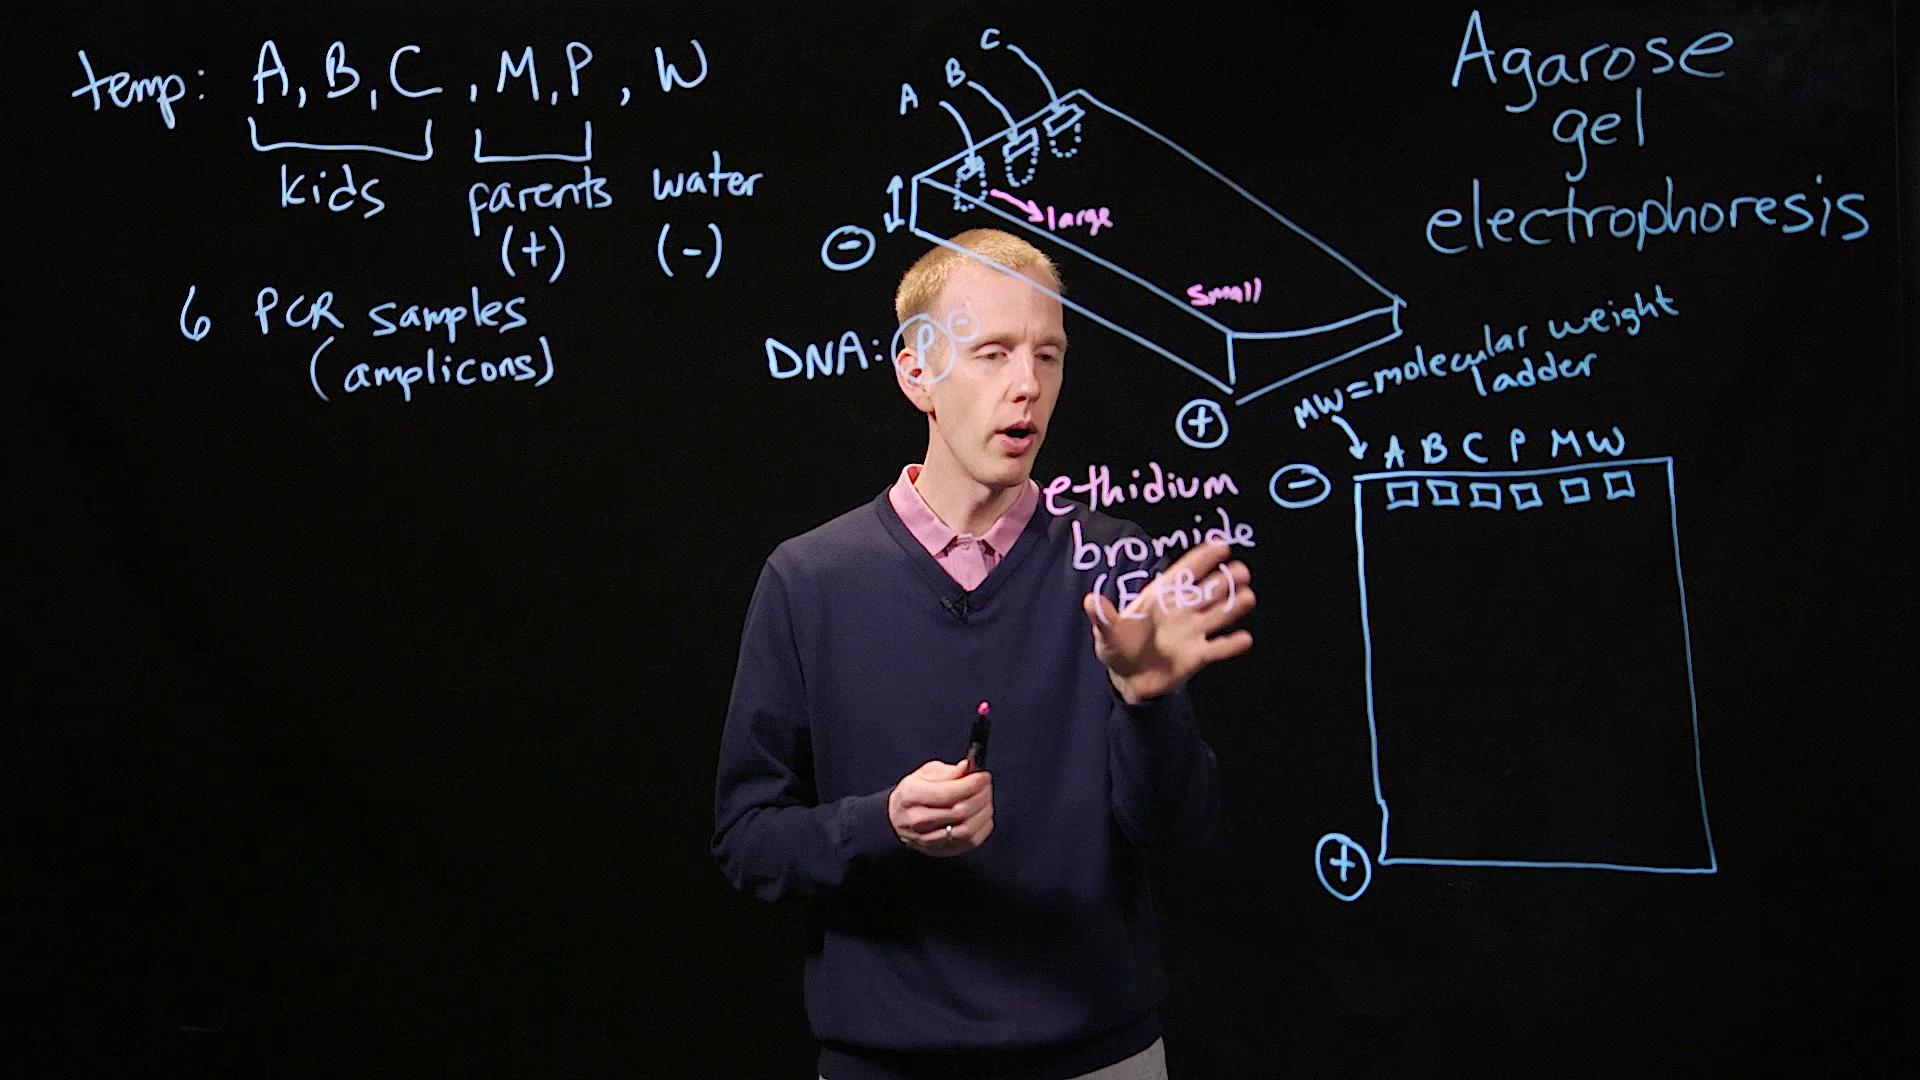 temp: A, B, C, M, P, W
kids
parents
water
(+)
(-)
6 PCR samples
(amplicons)
A
B
C
large
small
-
+
DNA: P -
Agarose
gel
electrophoresis
MW = molecular weight
ladder
A B C P M W
-
+
ethidium
bromide
(EtBr)